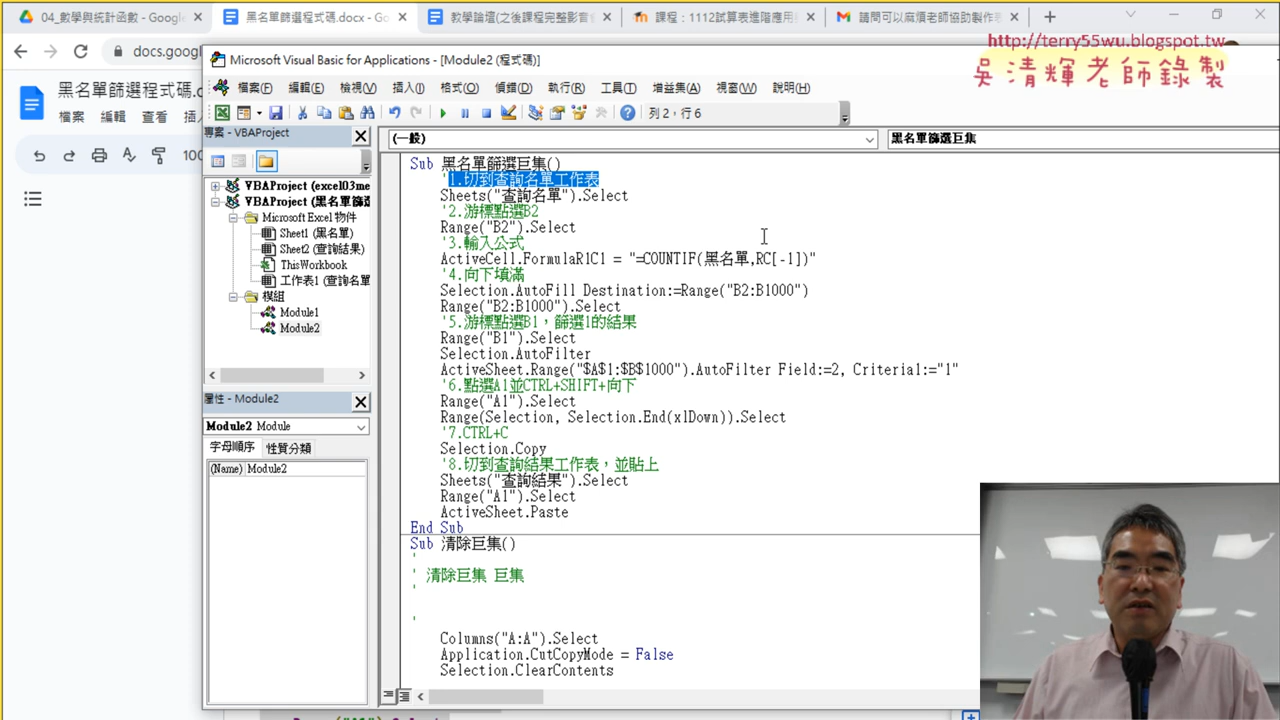 04_數學與統計函數 - Google
黑名單篩選程式碼.docx - Go
教學論壇(之後課程完整影音
課程：1112試算表進階應用
請問可以麻煩老師協助製作
docs.goog
http://terry55wu.blogspot.tw
吳清輝老師錄製
黑名單篩選程式碼.d
檔案 編輯 查看 插
100
Microsoft Visual Basic for Applications - [Module2 (程式碼)]
檔案(F) 編輯(E) 檢視(V) 插入(I) 格式(O) 偵錯(D) 執行(R) 工具(T) 增益集(A) 視窗(W) 說明(H)
列 2，行 6
專案 - VBAProject
(一般)
黑名單篩選巨集
VBAProject (excel03me
VBAProject (黑名單篩
Microsoft Excel 物件
Sheet1 (黑名單)
Sheet2 (查詢結果)
ThisWorkbook
工作表1 (查詢名單
模組
Module1
Module2
屬性 - Module2
Module2 Module
字母順序 性質分類
(Name) Module2
Sub 黑名單篩選巨集()
'1.切到查詢名單工作表
Sheets("查詢名單").Select
'2.游標點選B2
Range("B2").Select
'3.輸入公式
ActiveCell.FormulaR1C1 = "=COUNTIF(黑名單,RC[-1])"
'4.向下填滿
Selection.AutoFill Destination:=Range("B2:B1000")
Range("B2:B1000").Select
'5.游標點選B1，篩選1的結果
Range("B1").Select
Selection.AutoFilter
ActiveSheet.Range("$A$1:$B$1000").AutoFilter Field:=2, Criteria1:="1"
'6.點選A1並CTRL+SHIFT+向下
Range("A1").Select
Range(Selection, Selection.End(xlDown)).Select
'7.CTRL+C
Selection.Copy
'8.切到查詢結果工作表，並貼上
Sheets("查詢結果").Select
Range("A1").Select
ActiveSheet.Paste
End Sub
Sub 清除巨集()
'
' 清除巨集 巨集
'
'
Columns("A:A").Select
Application.CutCopyMode = False
Selection.ClearContents